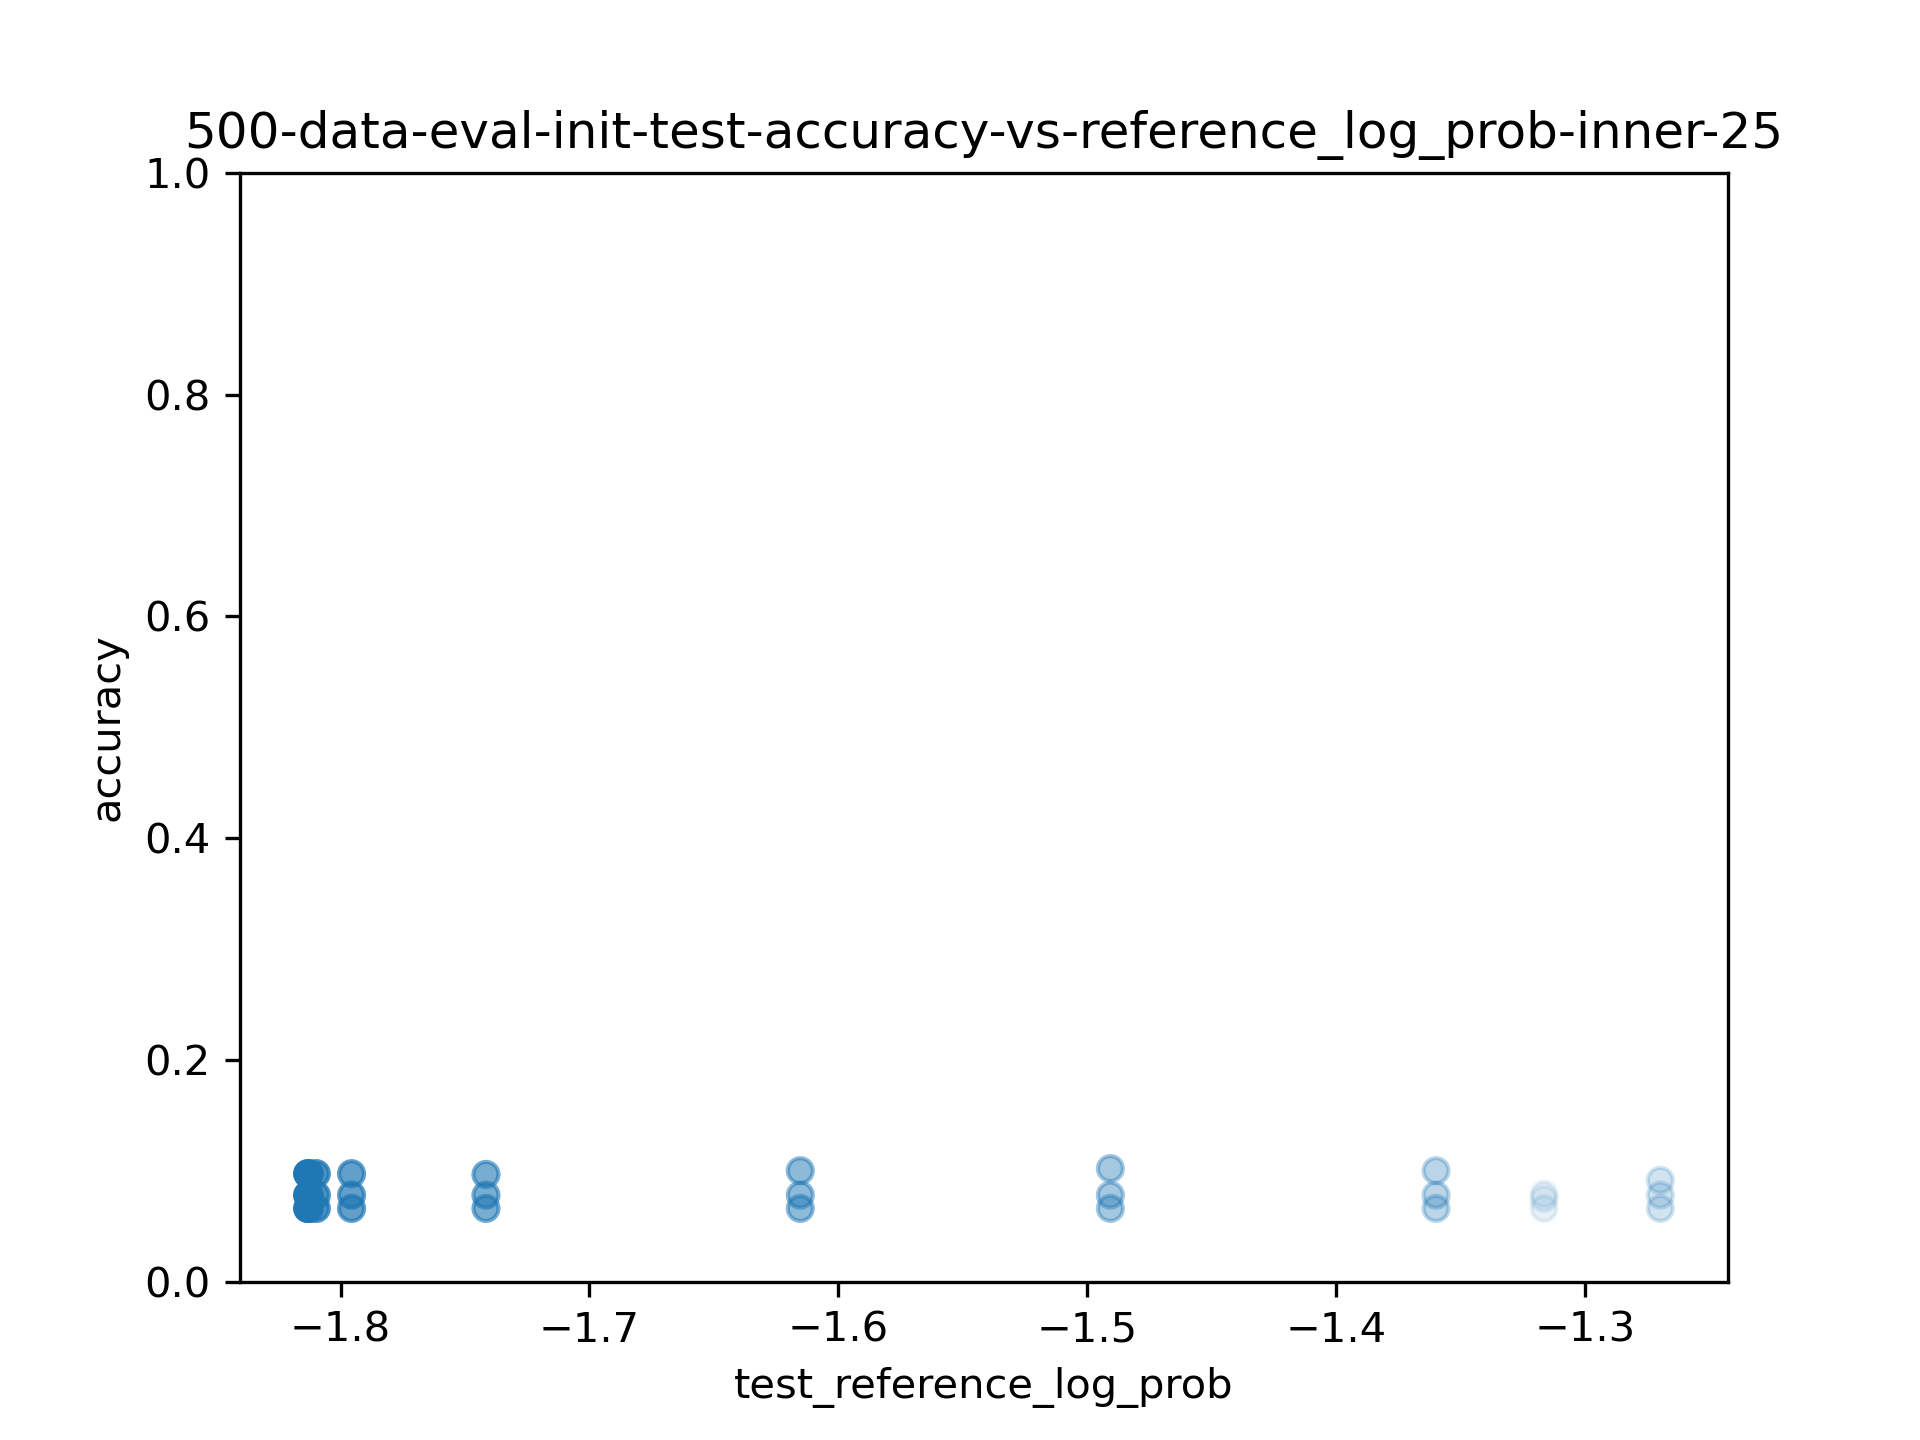 500-data-eval-init-test-accuracy-vs-reference_log_prob-inner-25
1.0
0.8
0.6
0.4
0.2
0.0
accuracy
−1.8 −1.7 −1.6 −1.5 −1.4 −1.3
test_reference_log_prob